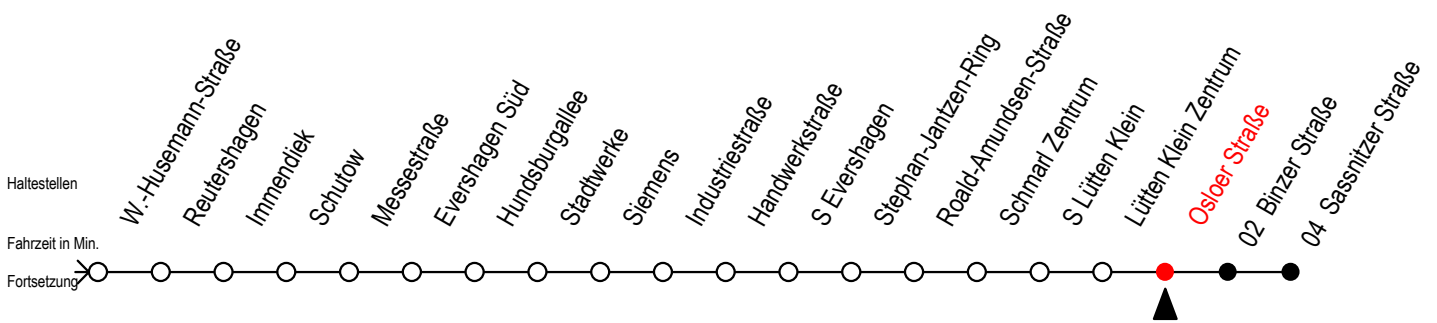 Haltestellen
W.-Husemann-Straße
Reutershagen
Immendiek
Schutow
Messestraße
Evershagen Süd
Hundsburgallee
Stadtwerke
Siemens
Industriestraße
Handwerkstraße
S Evershagen
Stephan-Jantzen-Ring
Roald-Amundsen-Straße
Schmarl Zentrum
S Lütten Klein
Lütten Klein Zentrum
Osloer Straße
02 Binzer Straße
04 Sassnitzer Straße
Fahrzeit in Min.
Fortsetzung